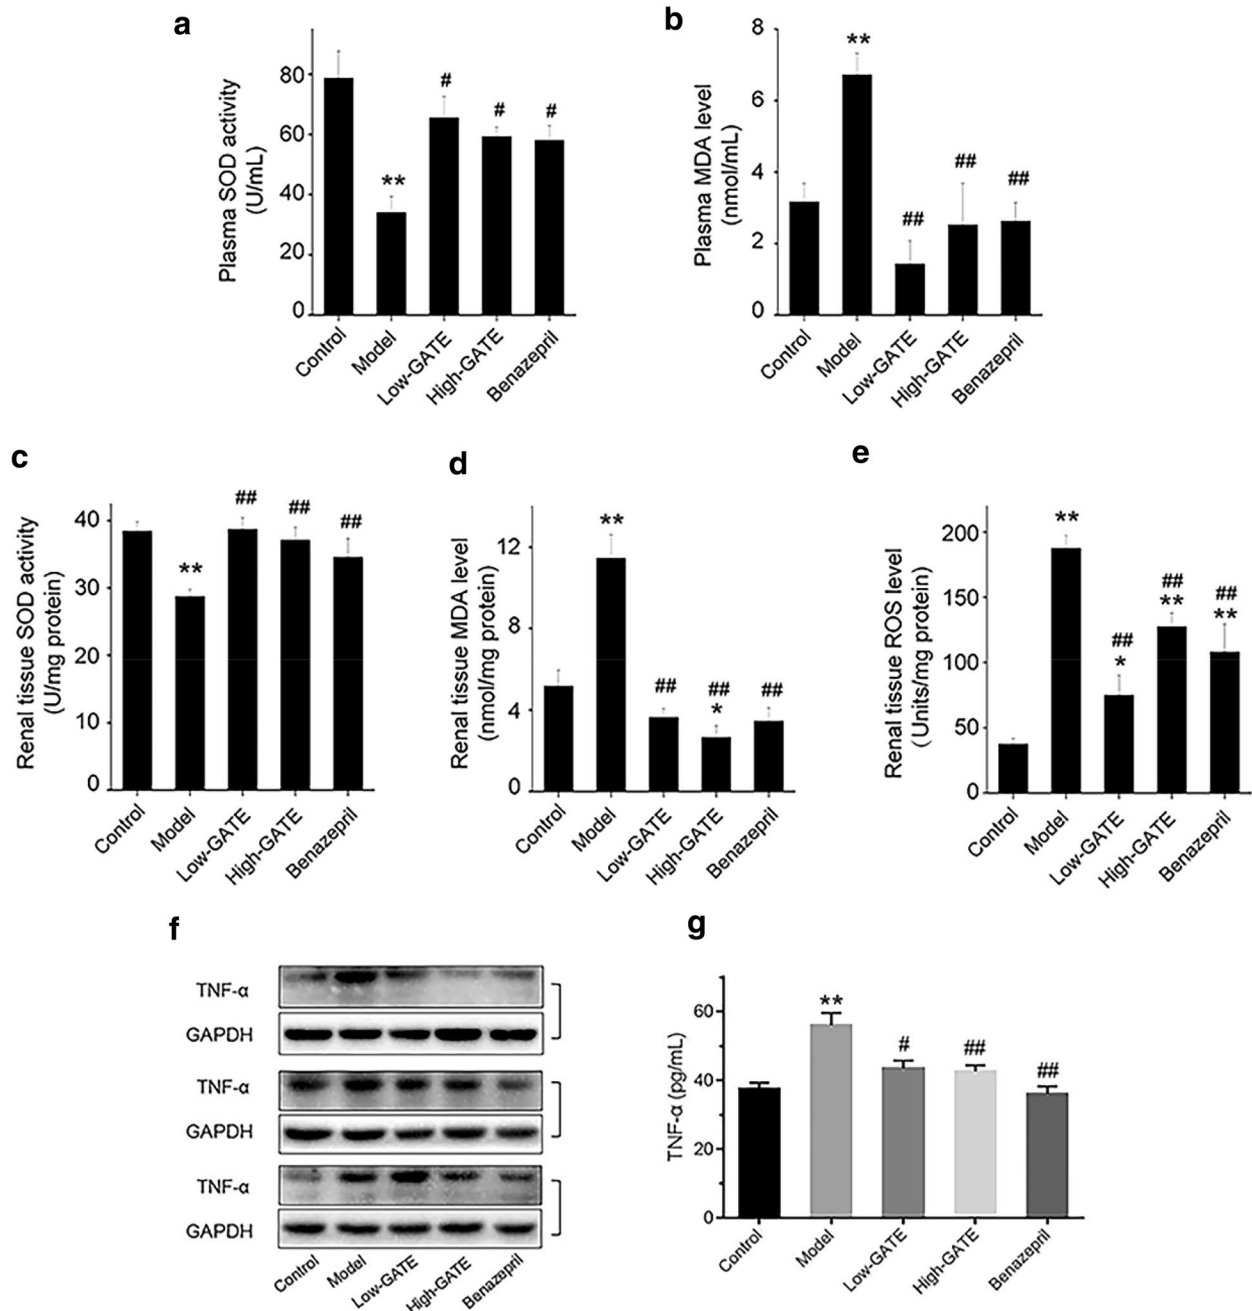 a
Plasma SOD activity
(U/mL)
80
60
40
20
0
**
#
#
#
Control
Model
Low-GATE
High-GATE
Benazepril
b
Plasma MDA level
(nmol/mL)
8
6
4
2
0
**
##
##
##
Control
Model
Low-GATE
High-GATE
Benazepril
c
Renal tissue SOD activity
(U/mg protein)
40
30
20
10
0
**
##
##
##
Control
Model
Low-GATE
High-GATE
Benazepril
d
Renal tissue MDA level
(nmol/mg protein)
12
8
4
0
**
##
##
*
##
Control
Model
Low-GATE
High-GATE
Benazepril
e
Renal tissue ROS level
(Units/mg protein)
200
150
100
50
0
**
##
*
##
**
##
**
Control
Model
Low-GATE
High-GATE
Benazepril
f
TNF-α
GAPDH
TNF-α
GAPDH
TNF-α
GAPDH
Control
Model
Low-GATE
High-GATE
Benazepril
g
TNF-α (pg/mL)
60
40
20
0
**
#
##
##
Control
Model
Low-GATE
High-GATE
Benazepril